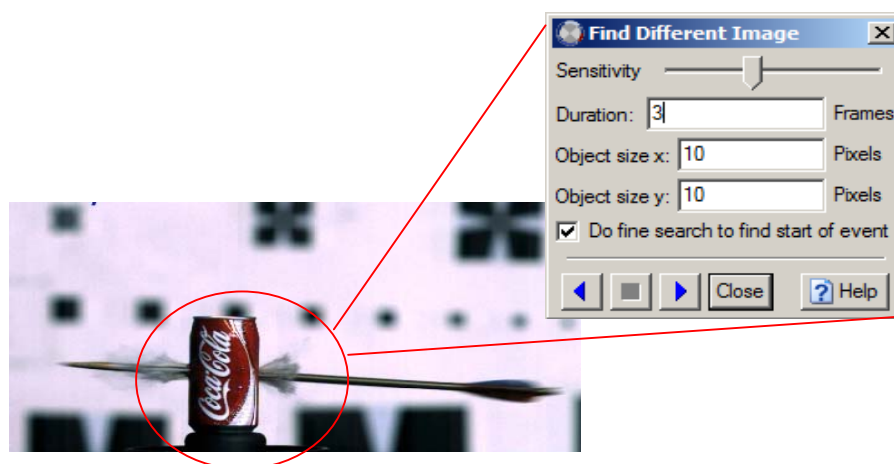 Find Different Image
Sensitivity
Duration: 3 Frames
Object size x: 10 Pixels
Object size y: 10 Pixels
Do fine search to find start of event
Close Help
Coca-Cola